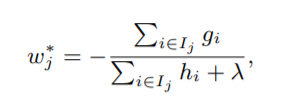 w_j^* = -\frac{\sum_{i \in I_j} g_i}{\sum_{i \in I_j} h_i + \lambda},